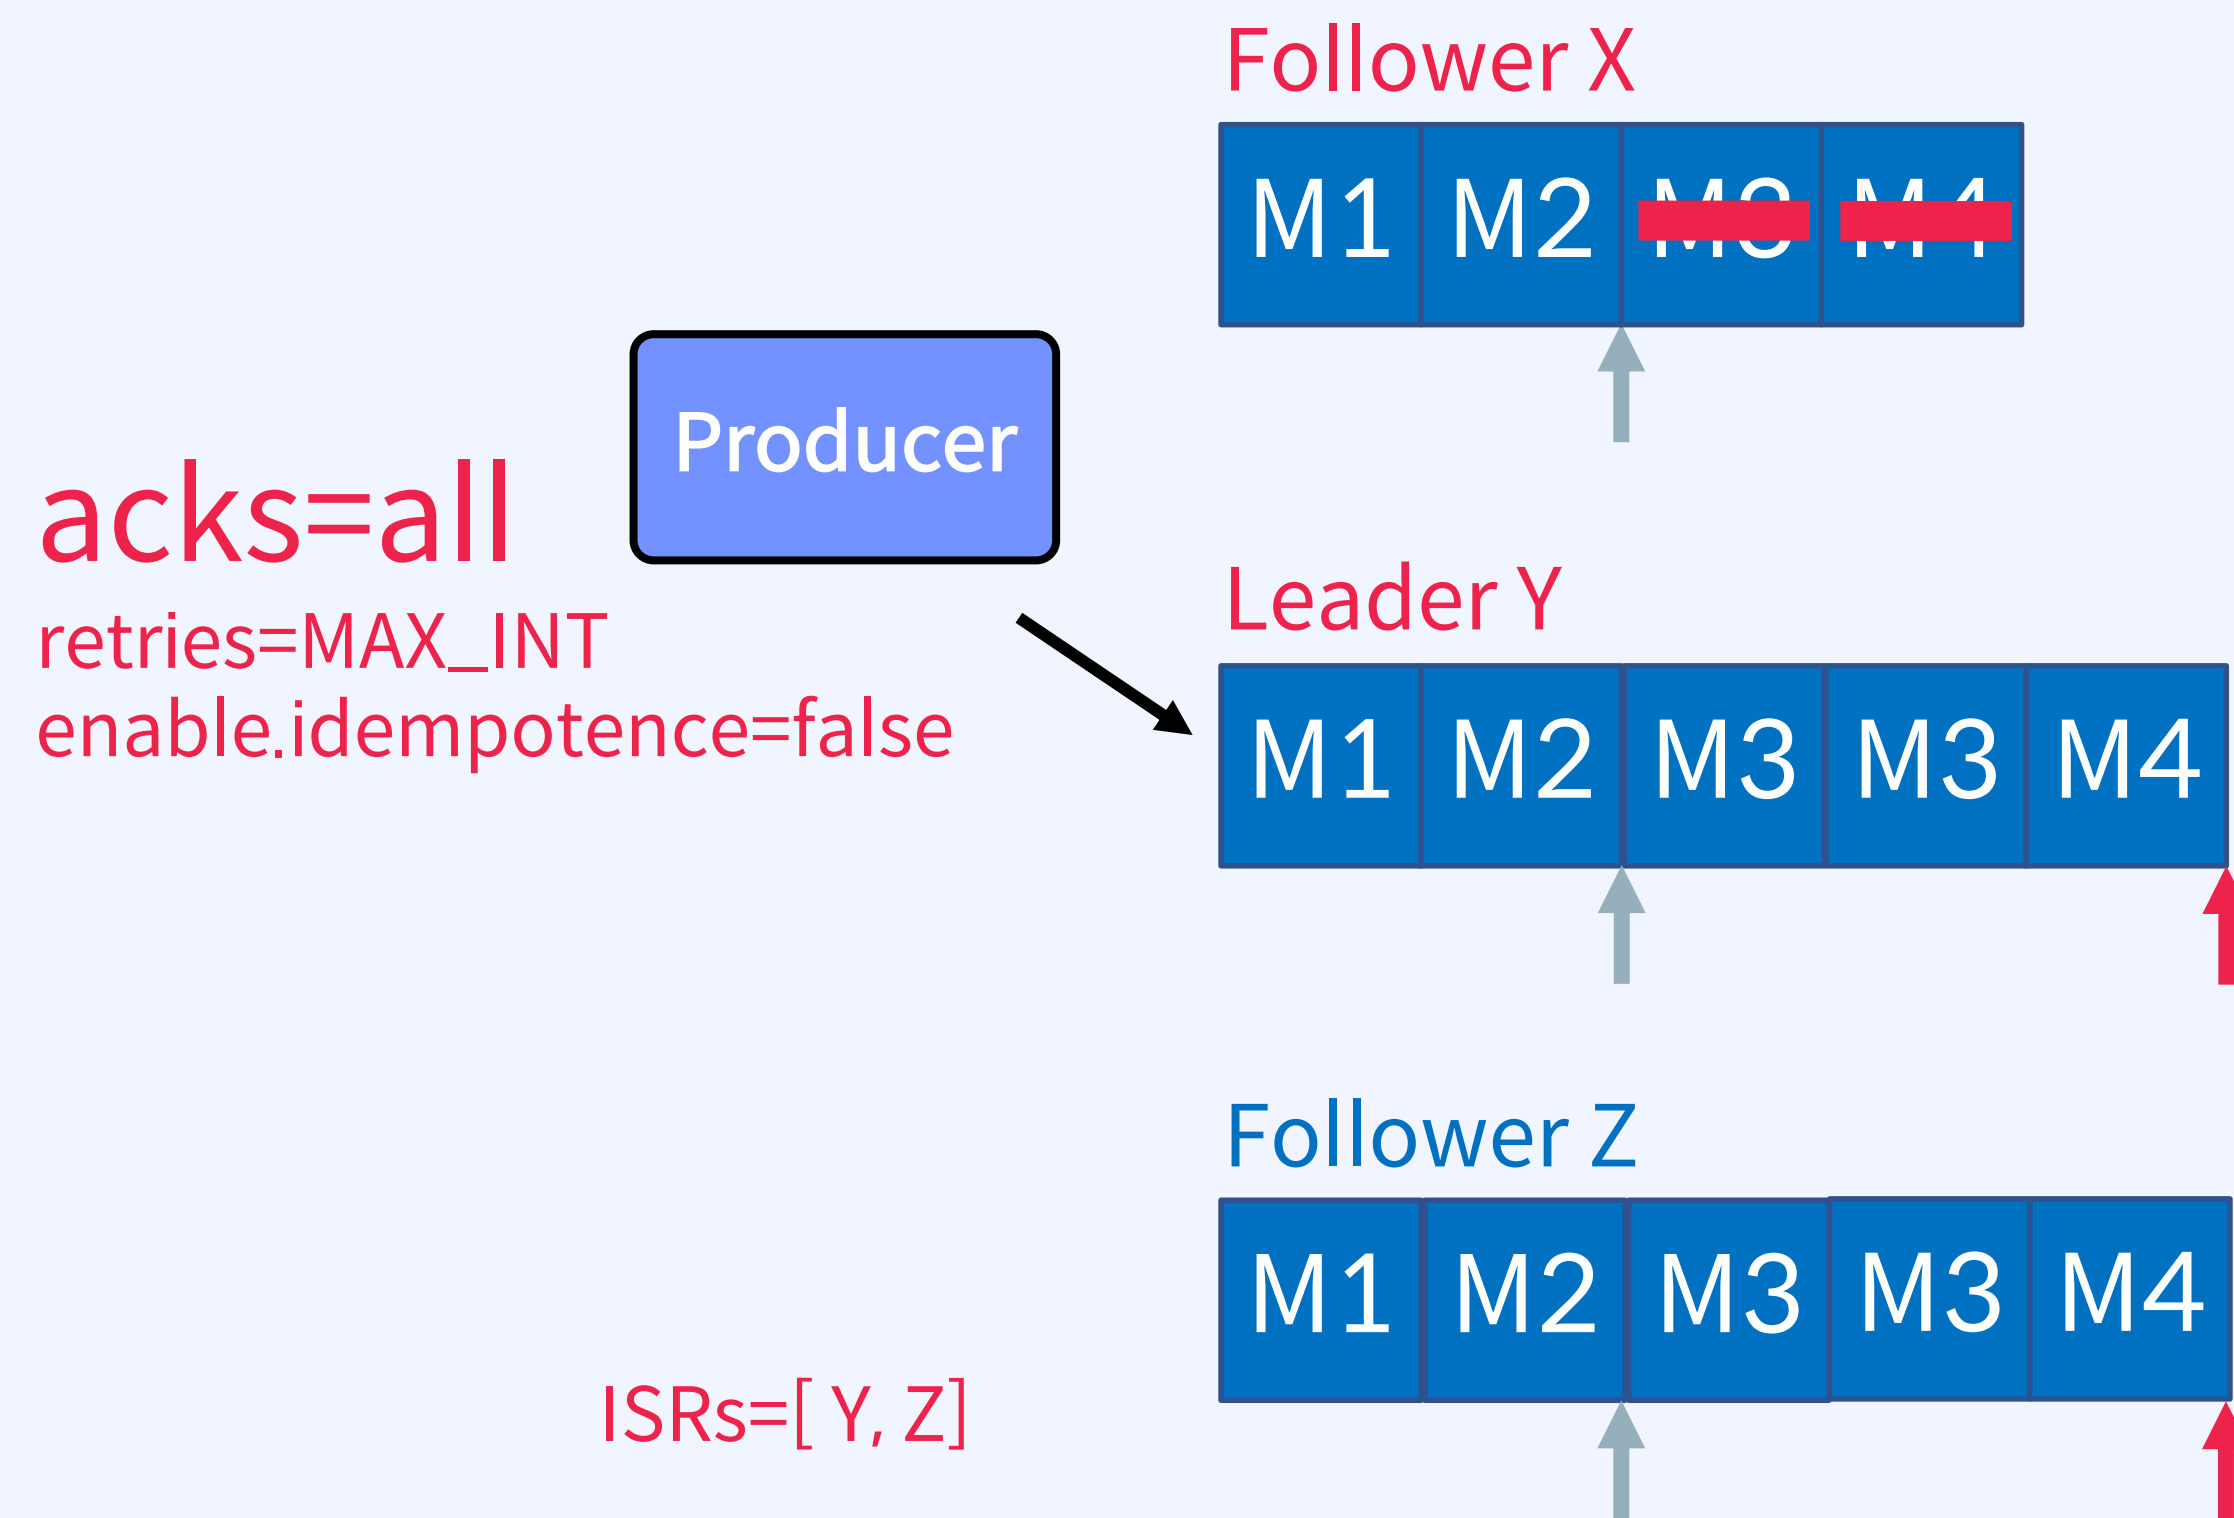 Follower X
M1 M2 M3 M4
Producer
acks=all
retries=MAX_INT
enable.idempotence=false
Leader Y
M1 M2 M3 M3 M4
Follower Z
M1 M2 M3 M3 M4
ISRs=[ Y, Z]